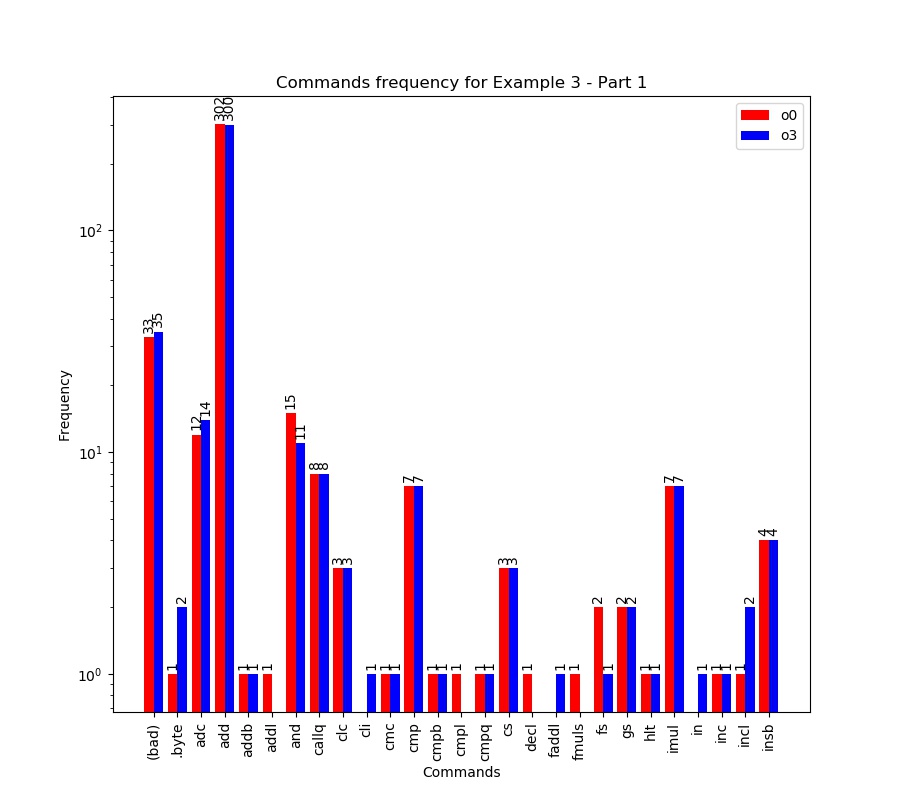 Commands frequency for Example 3 - Part 1
o0
o3
Frequency
10²
10¹
10⁰
33 35 1 2 12 14 302 300 1 1 1 15 11 8 8 3 3 1 1 1 7 7 1 1 1 1 1 3 3 1 1 1 2 1 2 2 1 1 7 7 1 1 1 1 2 4 4
(bad) .byte adc add addb addl and callq clc cli cmc cmp cmpb cmpl cmpq cs decl faddl fmuls fs gs hlt imul in inc incl insb
Commands